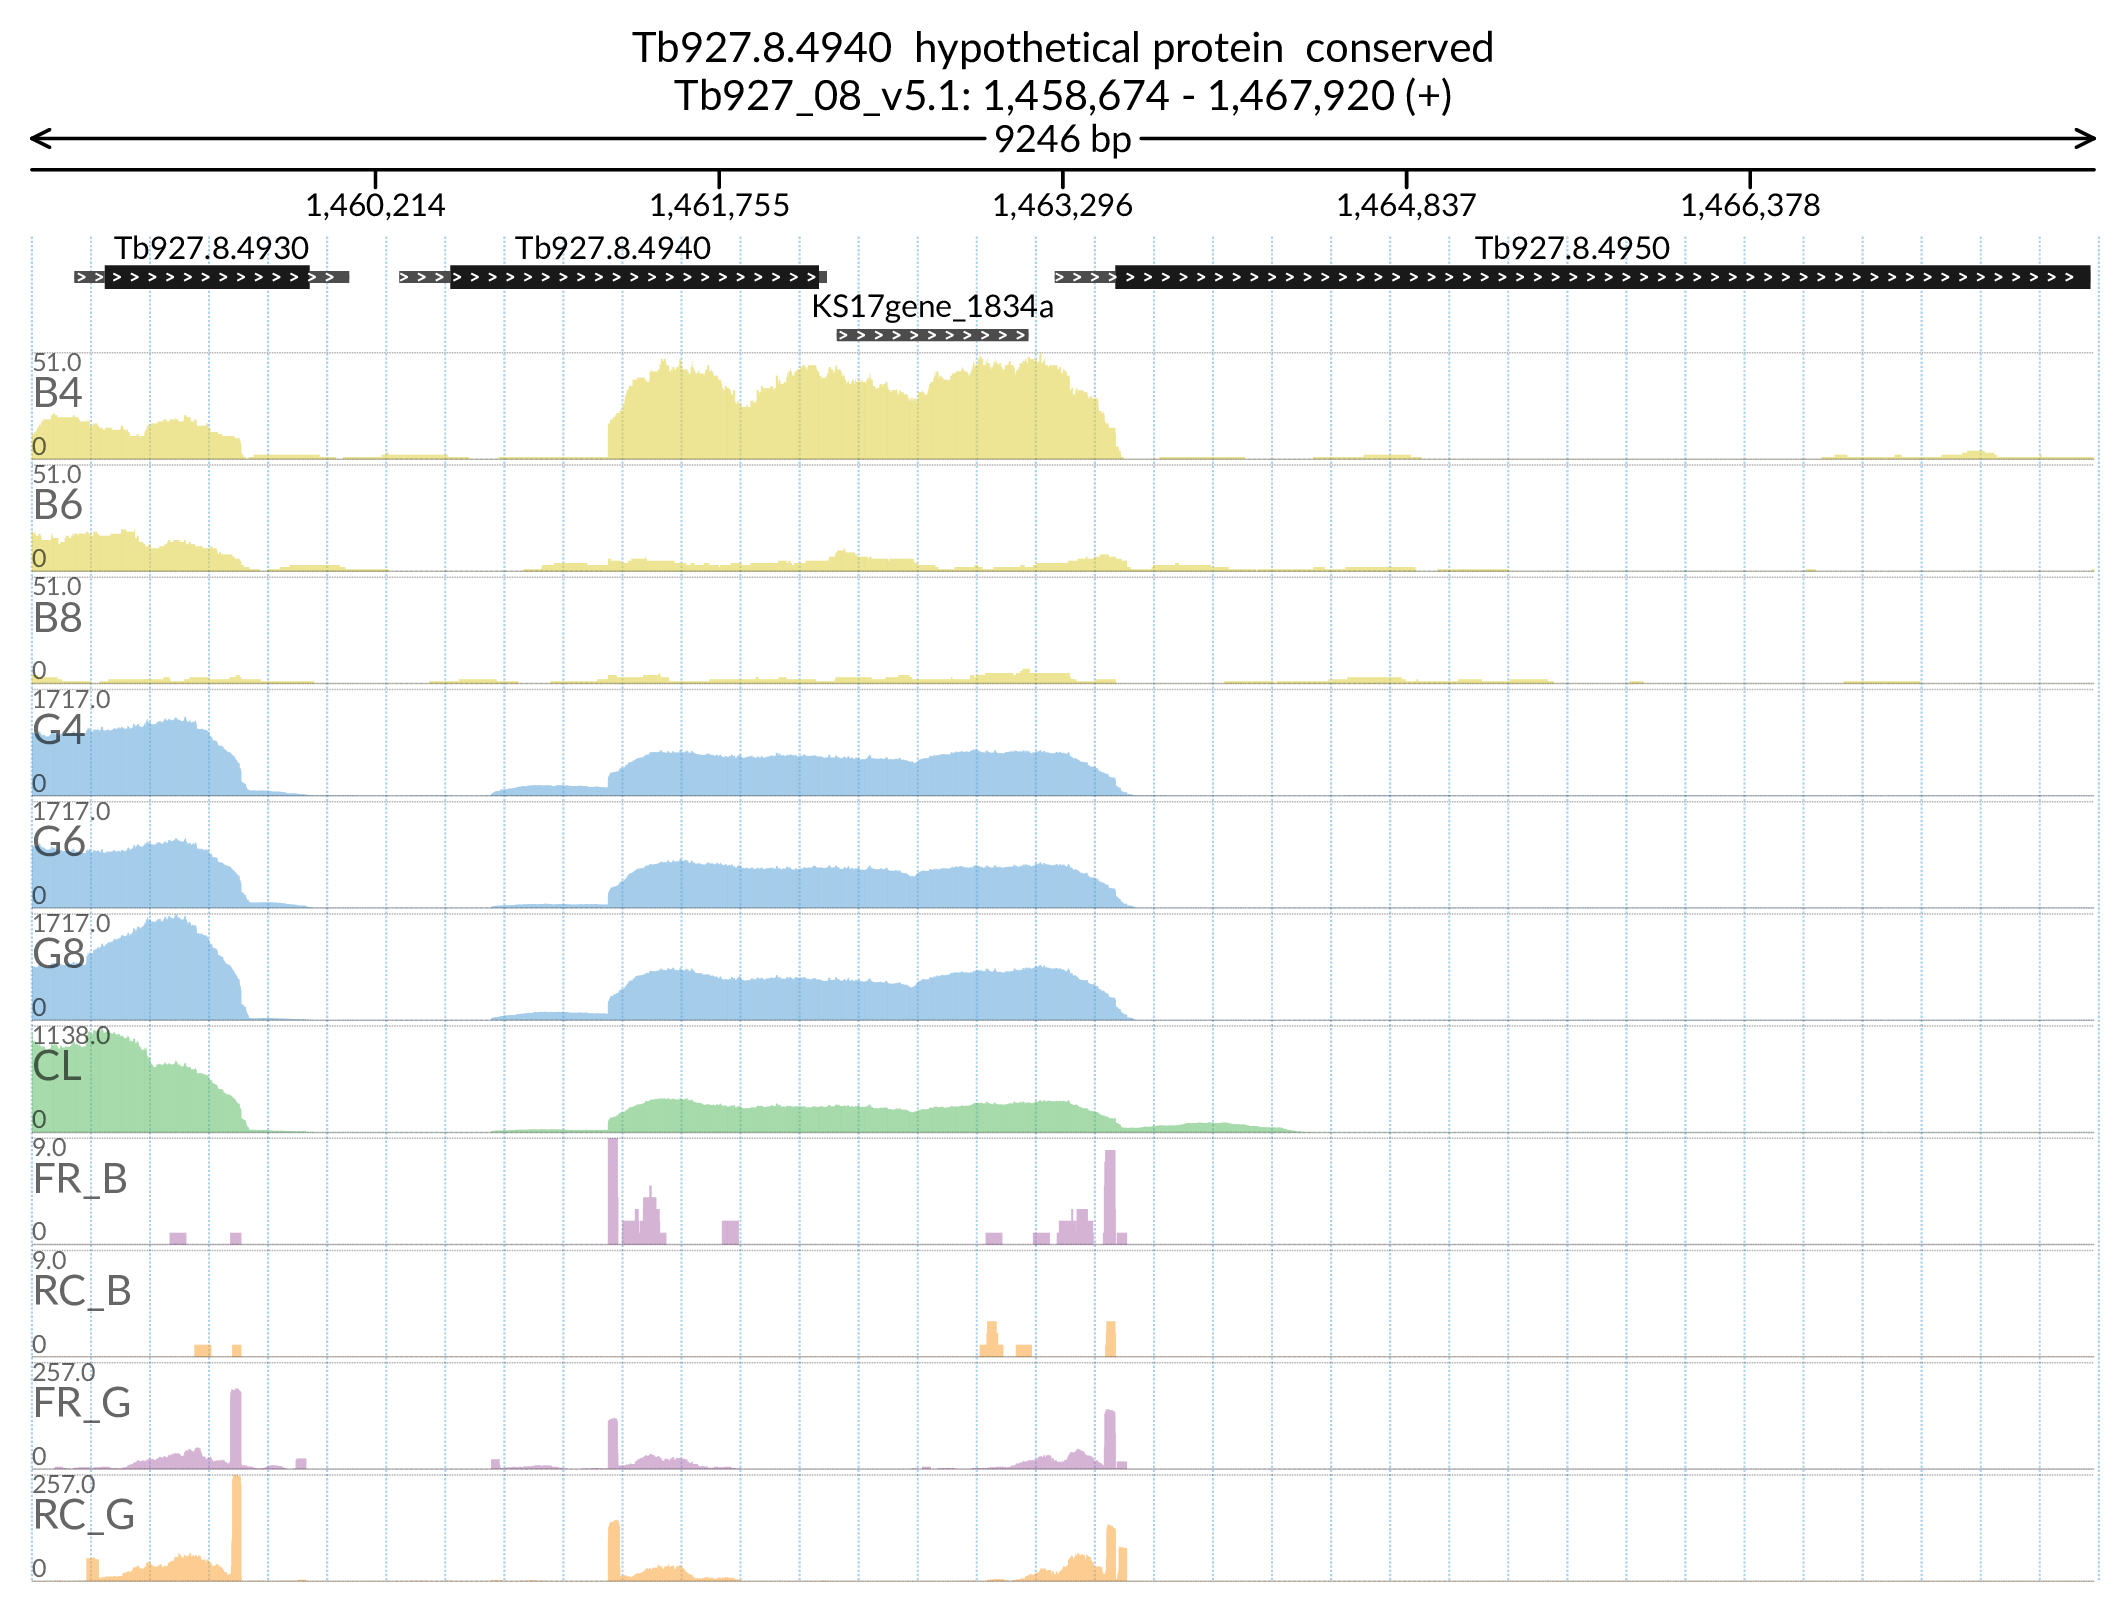 Tb927.8.4940 hypothetical protein conserved
Tb927_08_v5.1: 1,458,674 - 1,467,920 (+)
9246 bp
1,460,214 1,461,755 1,463,296 1,464,837 1,466,378
Tb927.8.4930 Tb927.8.4940 Tb927.8.4950
KS17gene_1834a
51.0
B4
0
51.0
B6
0
51.0
B8
0
1717.0
G4
0
1717.0
G6
0
1717.0
G8
0
1138.0
CL
0
9.0
FR_B
0
9.0
RC_B
0
257.0
FR_G
0
257.0
RC_G
0